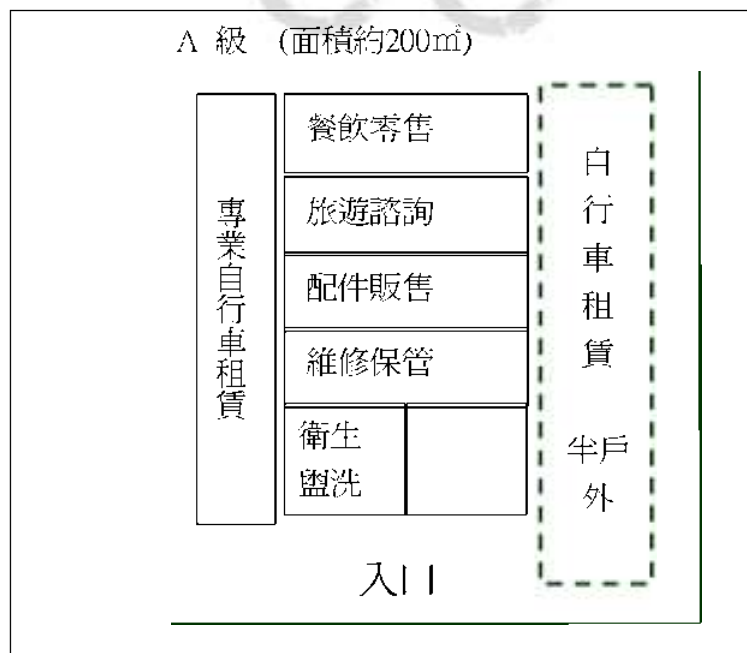 A 級 (面積約200㎡)
專業自行車租賃
餐飲零售
旅遊諮詢
配件販售
維修保管
衛生
盥洗
自行車租賃
半戶
外
入口